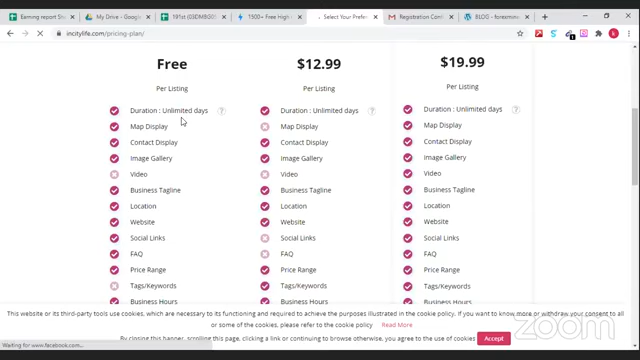 Earning report Sh
My Drive - Google
191st (03DMBG05
1500+ Free High
Select Your Prefe
Registration Conf
BLOG - foresmine
incitylife.com/pricing-plan/
Free
Per Listing
Duration : Unlimited days ?
Map Display
Contact Display
Image Gallery
Video
Business Tagline
Location
Website
Social Links
FAQ
Price Range
Tags/Keywords
Business Hours
$12.99
Per Listing
Duration : Unlimited days ?
Map Display
Contact Display
Image Gallery
Video
Business Tagline
Location
Website
Social Links
FAQ
Price Range
Tags/Keywords
Business Hours
$19.99
Per Listing
Duration : Unlimited days ?
Map Display
Contact Display
Image Gallery
Video
Business Tagline
Location
Website
Social Links
FAQ
Price Range
Tags/Keywords
Business Hours
This website or its third-party tools use cookies, which are necessary to its functioning and required to achieve the purposes illustrated in the cookie policy. If you want to know more or withdraw your consent to all
or some of the cookies, please refer to the cookie policy Read More
By closing this banner, scrolling this page, clicking a link or continuing to browse otherwise, you agree to the use of cookies
Accept
Waiting for www.facebook.com...
zoom